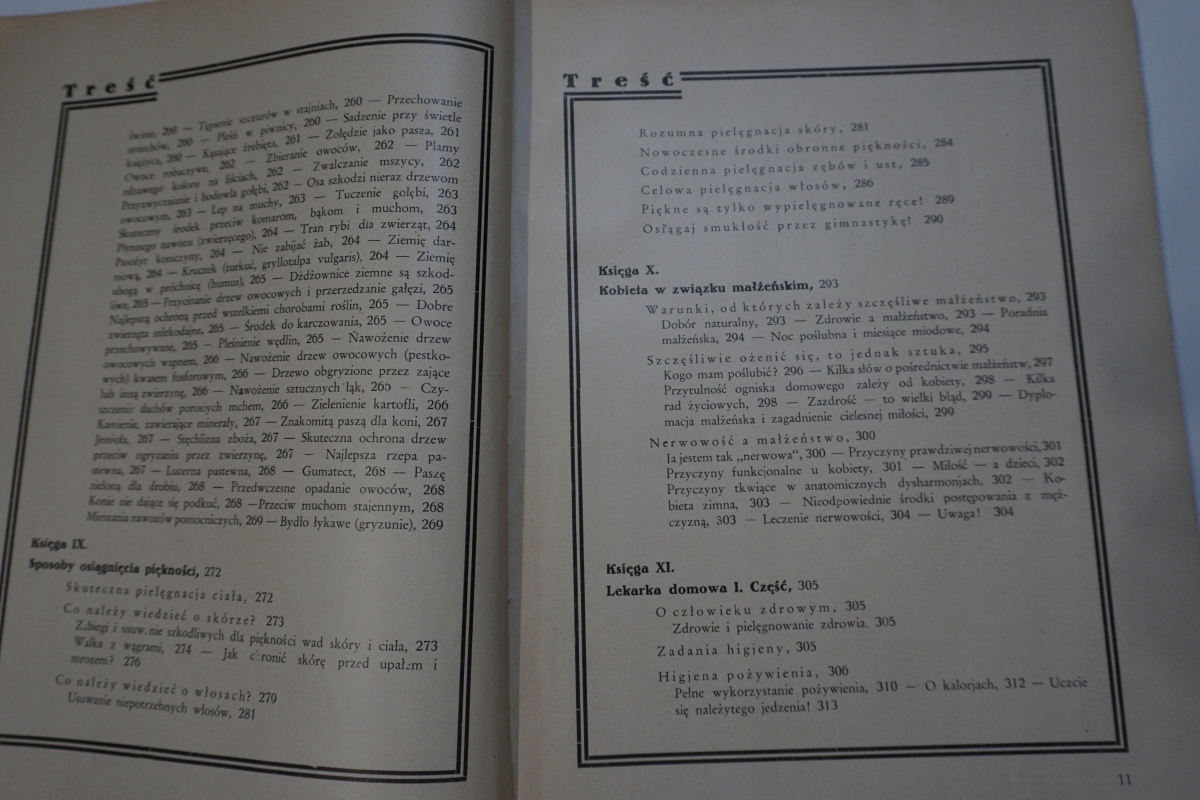 Treść
świnie, 260 — Tępienie szczurów w stajniach, 260 — Przechowanie
orzechów, 260 — Pleśń w piwnicy, 260 — Sadzenie przy świetle
księżyca, 260 — Kąsające źrebięta, 261 — Żołędzie jako pasza, 261
Owoce robaczywe, 262 — Zbieranie owoców, 262 — Plamy
rdzawego koloru na liściach, 262 — Zwalczanie mszycy, 262
Przyzwyczajanie i hodowla gołębi, 262 — Osa szkodzi nieraz drzewom
owocowym, 263 — Lep na muchy, 263 — Tuczenie gołębi, 263
Skuteczny środek przeciw komarom, bąkom i muchom, 263
Płynnego nawozu (zwierzęcego), 264 — Tran rybi dla zwierząt, 264
Pasożyt koniczyny, 264 — Nie zabijać żab, 264 — Ziemię dar-
niową, 264 — Kruczek (turkuć, gryllotalpa vulgaris), 264 — Ziemię
ubogą w próchnicę (humus), 265 — Dżdżownice ziemne są szkod-
liwe, 265 — Przycinanie drzew owocowych i przerzedzanie gałęzi, 265
Najlepszą ochroną przed wszelkiemi chorobami roślin, 265 — Dobre
zwierzęta mlekodajne, 265 — Środek do karczowania, 265 — Owoce
przechowywane, 265 — Pleśnienie wędlin, 265 — Nawożenie drzew
owocowych wapnem, 266 — Nawożenie drzew owocowych (pestko-
wych) kwasem fosforowym, 266 — Drzewo obgryzione przez zające
lub inną zwierzynę, 266 — Nawożenie sztucznych łąk, 266 — Czy-
szczenie dachów porosłych mchem, 266 — Zielenienie kartofli, 266
Kamienie, zawierające minerały, 267 — Znakomitą paszą dla koni, 267
Jemioła, 267 — Stęchlizna zboża, 267 — Skuteczna ochrona drzew
przeciw ogryzaniu przez zwierzynę, 267 — Najlepsza rzepa pa-
stewna, 267 — Lucerna pastewna, 268 — Gumatect, 268 — Paszę
zieloną dla drobiu, 268 — Przedwczesne opadanie owoców, 268
Konie nie dające się podkuć, 268 —Przeciw muchom stajennym, 268
Mieszania nawozów pomocniczych, 269 — Bydło łykawe (gryzunie), 269
Księga IX.
Sposoby osiągnięcia piękności, 272
Skuteczna pielęgnacja ciała, 272
Co należy wiedzieć o skórze? 273
Zabiegi i usuwanie szkodliwych dla piękności wad skóry i ciała, 273
Walka z wągrami, 274 — Jak chronić skórę przed upałem i
mrozem? 276
Co należy wiedzieć o włosach? 279
Usuwanie niepotrzebnych włosów, 281
Treść
Rozumna pielęgnacja skóry, 281
Nowoczesne środki obronne piękności, 284
Codzienna pielęgnacja zębów i ust, 285
Celowa pielęgnacja włosów, 286
Piękne są tylko wypielęgnowane ręce! 289
Osłągaj smukłość przez gimnastykę! 290
Księga X.
Kobieta w związku małżeńskim, 293
Warunki, od których zależy szczęśliwe małżeństwo, 293
Dobór naturalny, 293 — Zdrowie a małżeństwo, 293 — Poradnia
małżeńska, 294 — Noc poślubna i miesiące miodowe, 294
Szczęśliwie ożenić się, to jednak sztuka, 295
Kogo mam poślubić? 296 — Kilka słów o pośrednictwie małżeństw, 297
Przytulność ogniska domowego zależy od kobiety, 298 — Kilka
rad życiowych, 298 — Zazdrość — to wielki błąd, 299 — Dyplo-
macja małżeńska i zagadnienie cielesnej miłości, 299
Nerwowość a małżeństwo, 300
Ja jestem tak „nerwowa“, 300 — Przyczyny prawdziwej nerwowości, 301
Przyczyny funkcjonalne u kobiety, 301 — Miłość — a dzieci, 302
Przyczyny tkwiące w anatomicznych dysharmonjach, 302 — Ko-
bieta zimna, 303 — Nieodpowiednie środki postępowania z męż-
czyzną, 303 — Leczenie nerwowości, 304 — Uwaga! 304
Księga XI.
Lekarka domowa I. Część, 305
O człowieku zdrowym, 305
Zdrowie i pielęgnowanie zdrowia, 305
Zadania higjeny, 305
Higjena pożywienia, 306
Pełne wykorzystanie pożywienia, 310 — O kalorjach, 312 — Uczcie
się należytego jedzenia! 313
11